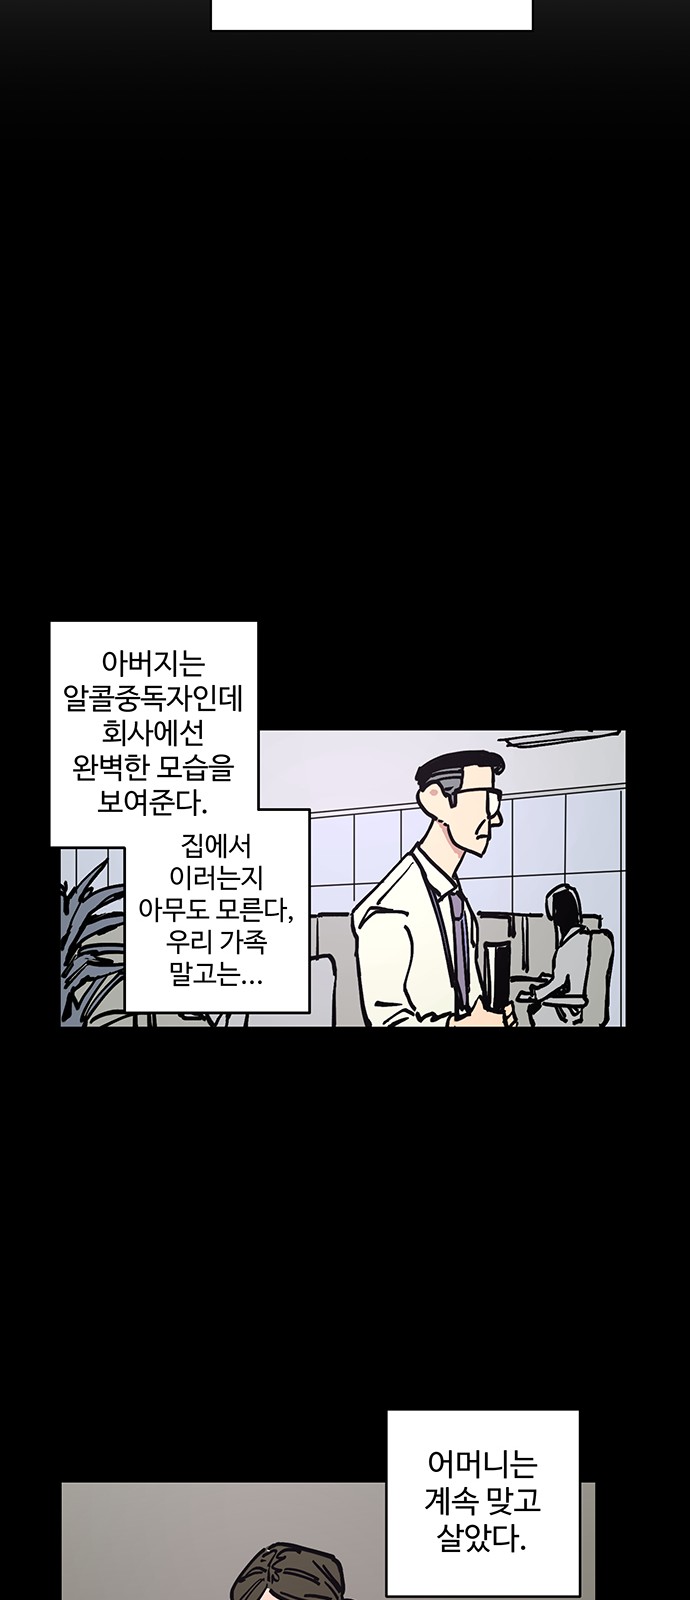 아버지는
알콜중독자인데
회사에선
완벽한 모습을
보여준다.
집에서
이러는지
아무도 모른다,
우리 가족
말고는...
어머니는
계속 맞고
살았다.